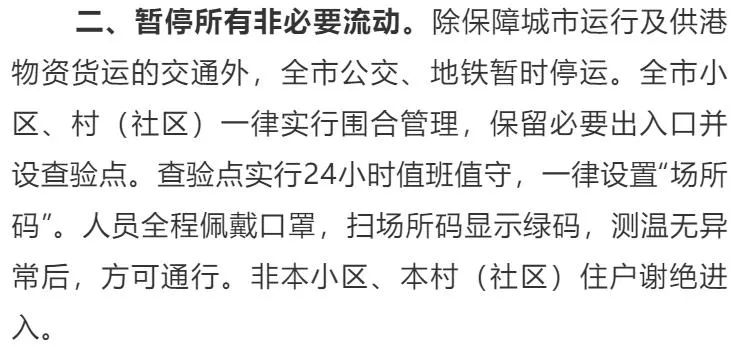 二、暂停所有非必要流动。除保障城市运行及供港
物资货运的交通外，全市公交、地铁暂时停运。全市小
区、村（社区）一律实行围合管理，保留必要出入口并
设查验点。查验点实行24小时值班值守，一律设置“场所
码”。人员全程佩戴口罩，扫场所码显示绿码，测温无异
常后，方可通行。非本小区、本村（社区）住户谢绝进
入。